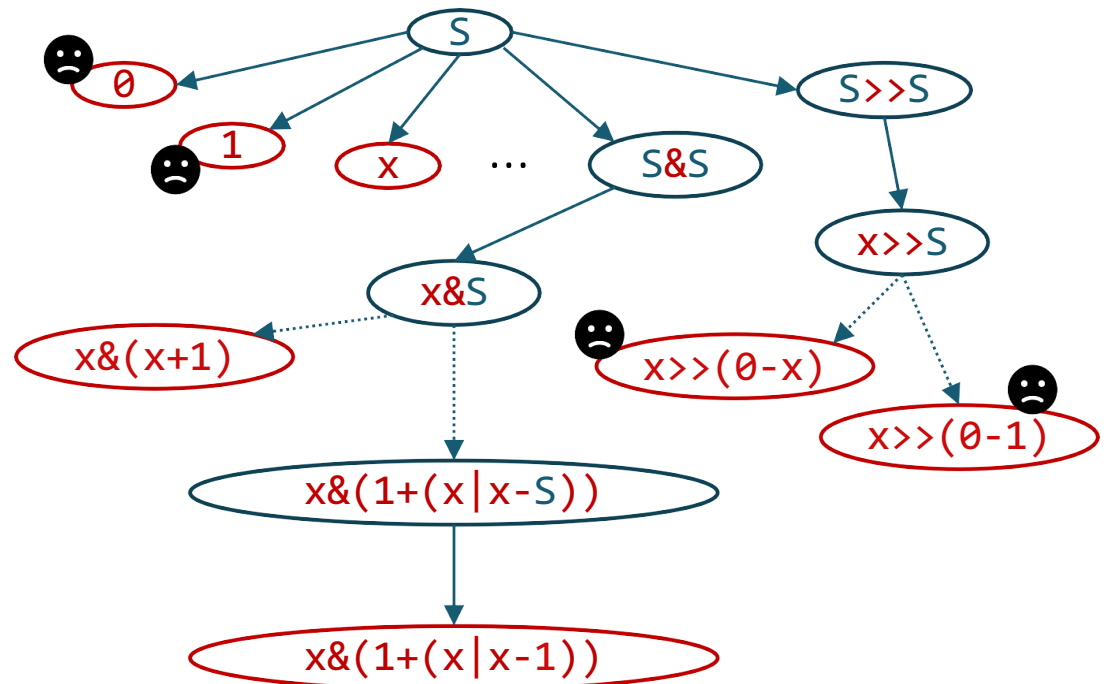 S
0
S>>S
1
x
...
S&S
x>>S
x&S
x&(x+1)
x>>(0-x)
x>>(0-1)
x&(1+(x|x-S))
x&(1+(x|x-1))